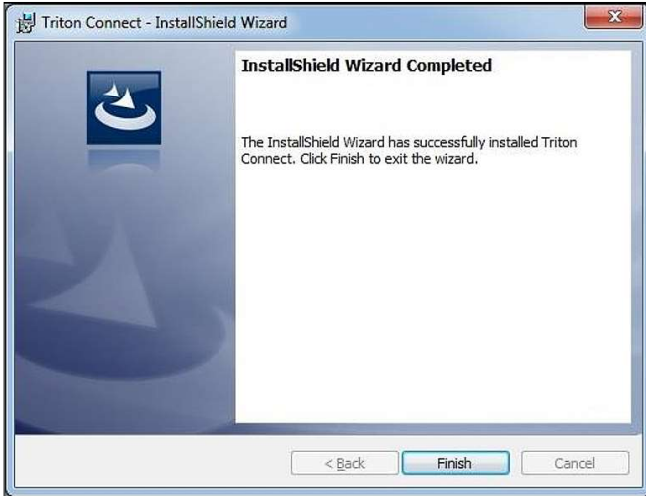 Triton Connect - InstallShield Wizard
InstallShield Wizard Completed
The InstallShield Wizard has successfully installed Triton
Connect. Click Finish to exit the wizard.
< Back Finish Cancel